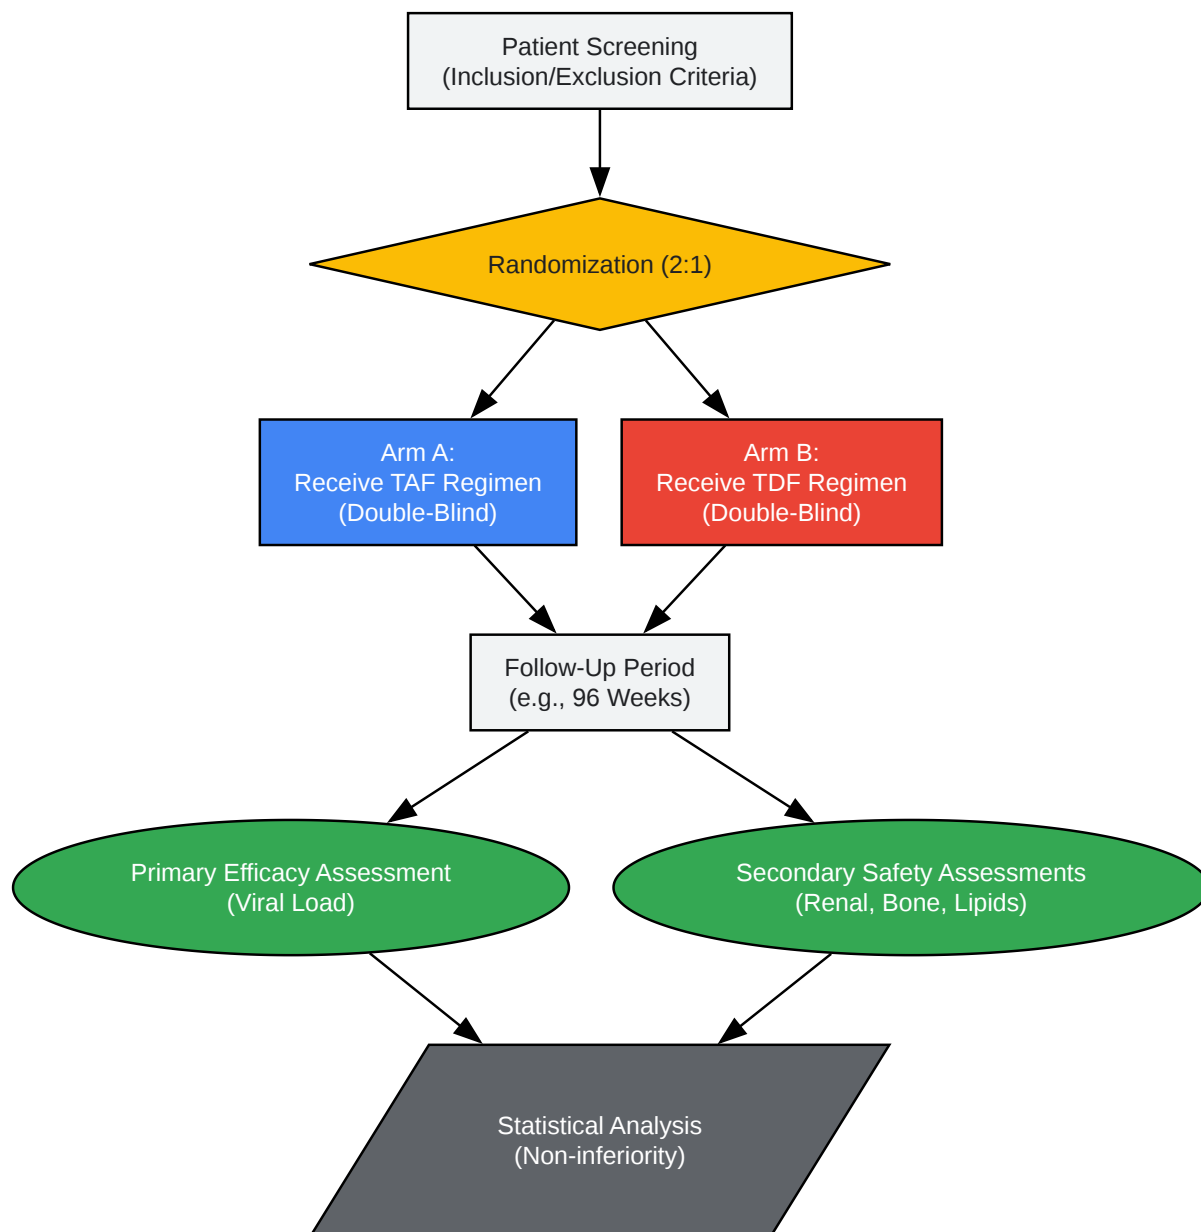 Patient Screening
(Inclusion/Exclusion Criteria)
Randomization (2:1)
Arm A:
Receive TAF Regimen
(Double-Blind)
Arm B:
Receive TDF Regimen
(Double-Blind)
Follow-Up Period
(e.g., 96 Weeks)
Primary Efficacy Assessment
(Viral Load)
Secondary Safety Assessments
(Renal, Bone, Lipids)
Statistical Analysis
(Non-inferiority)